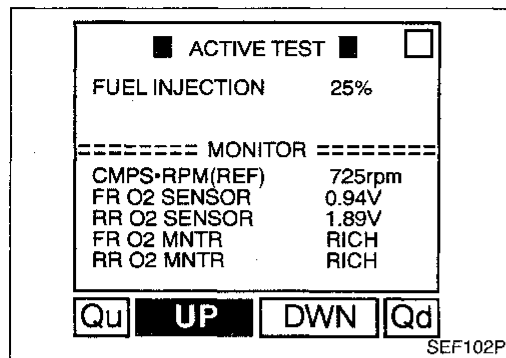 ■ ACTIVE TEST ■
FUEL INJECTION 25%
======== MONITOR ========
CMPS•RPM(REF) 725rpm
FR O2 SENSOR 0.94V
RR O2 SENSOR 1.89V
FR O2 MNTR RICH
RR O2 MNTR RICH
Qu UP DWN Qd
SEF102P